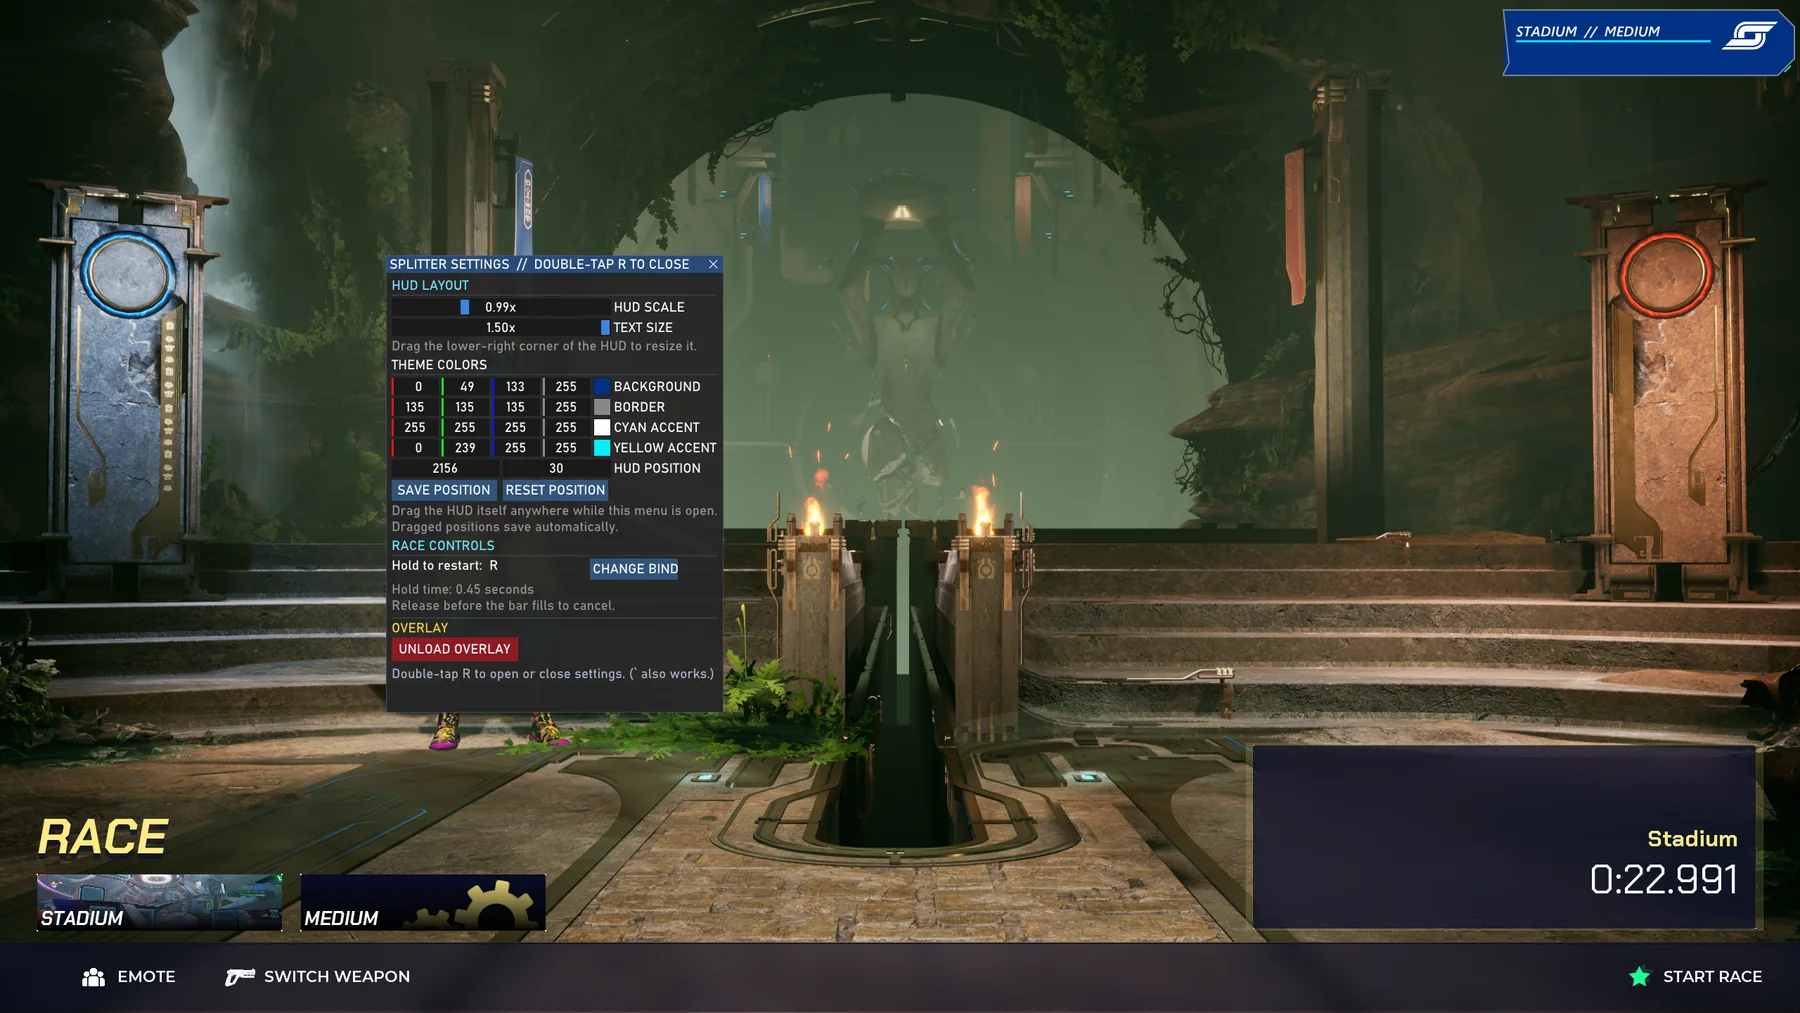 STADIUM // MEDIUM
SPLITTER SETTINGS // DOUBLE-TAP R TO CLOSE
HUD LAYOUT
0.99x HUD SCALE
1.50x TEXT SIZE
Drag the lower-right corner of the HUD to resize it.
THEME COLORS
0 49 133 255 BACKGROUND
135 135 135 255 BORDER
255 255 255 255 CYAN ACCENT
0 239 255 255 YELLOW ACCENT
2156 30 HUD POSITION
SAVE POSITION RESET POSITION
Drag the HUD itself anywhere while this menu is open.
Dragged positions save automatically.
RACE CONTROLS
Hold to restart: R CHANGE BIND
Hold time: 0.45 seconds
Release before the bar fills to cancel.
OVERLAY
UNLOAD OVERLAY
Double-tap R to open or close settings. (` also works.)
RACE
STADIUM
MEDIUM
Stadium
0:22.991
EMOTE
SWITCH WEAPON
START RACE